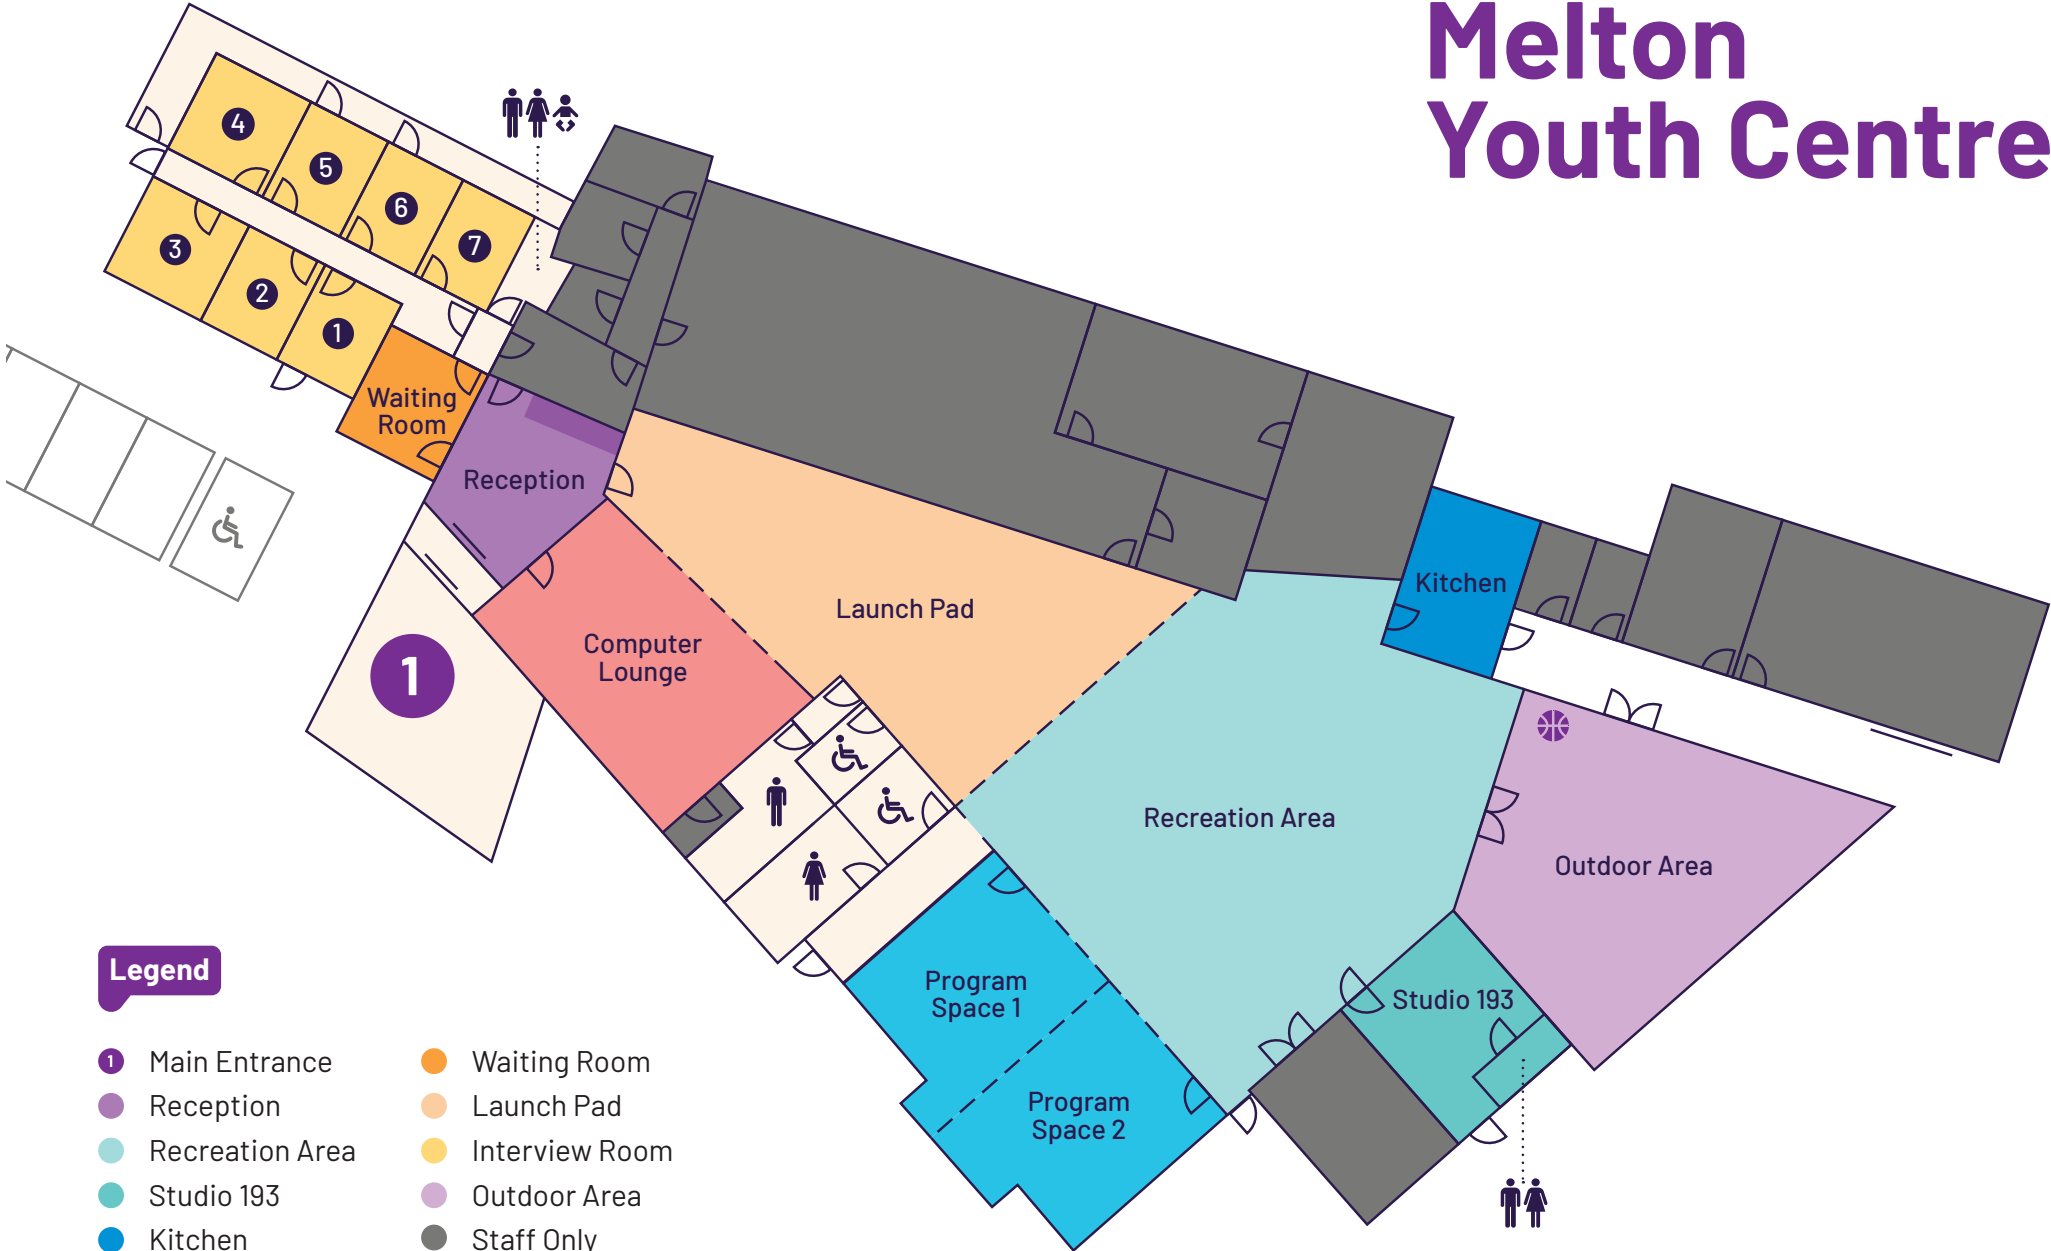 Melton
Youth Centre
4
5
6
7
3
2
1
Waiting
Room
Reception
Launch Pad
Kitchen
Computer
Lounge
1
Recreation Area
Outdoor Area
Program
Space 1
Studio 193
Program
Space 2
Legend
1 Main Entrance
Reception
Recreation Area
Studio 193
Kitchen
Waiting Room
Launch Pad
Interview Room
Outdoor Area
Staff Only